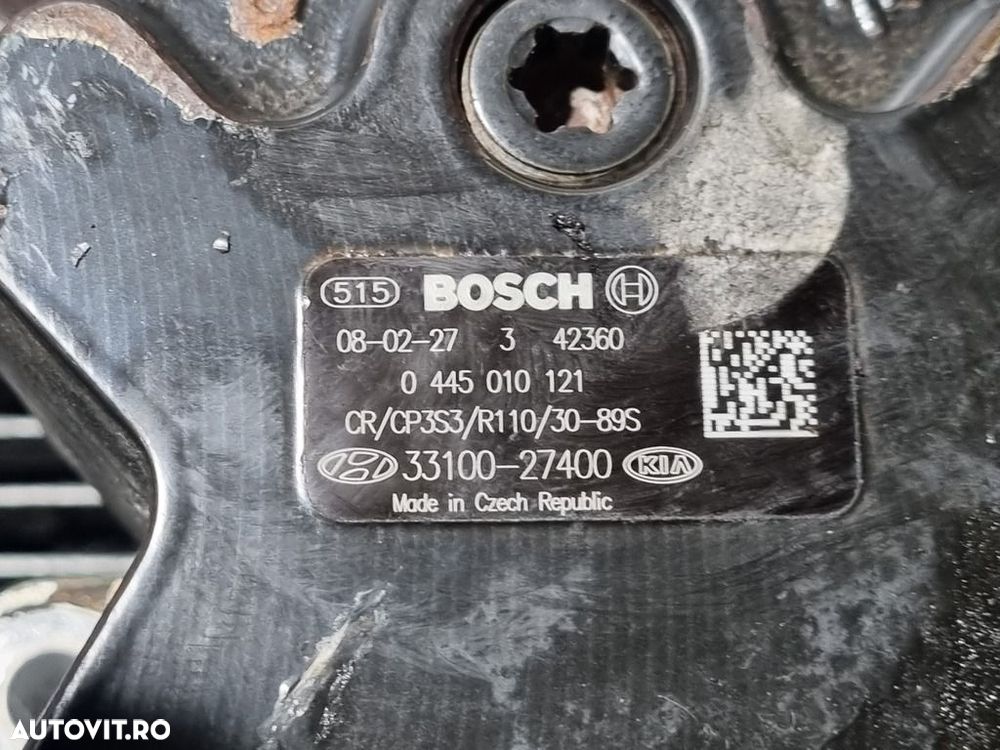 515 BOSCH
08-02-27 3 42360
0 445 010 121
CR/CP3S3/R110/30-89S
33100-27400 KIA
Made in Czech Republic
AUTOVIT.RO